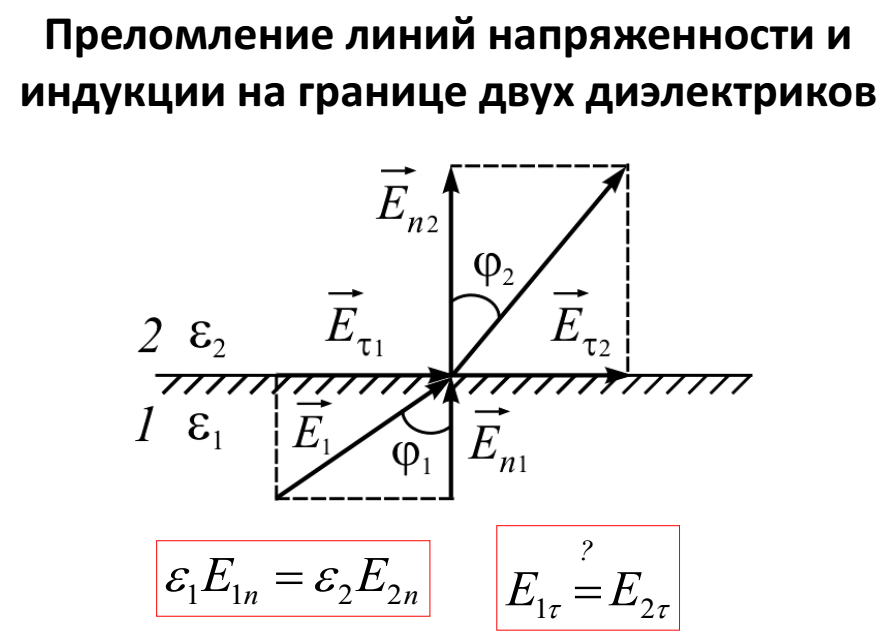 Преломление линий напряженности и
индукции на границе двух диэлектриков
E⃗ₙ₂
φ₂
E⃗τ₁
E⃗τ₂
2 ε₂
1 ε₁
E⃗₁
φ₁
E⃗ₙ₁
ε₁E₁ₙ = ε₂E₂ₙ
?
E₁τ = E₂τ